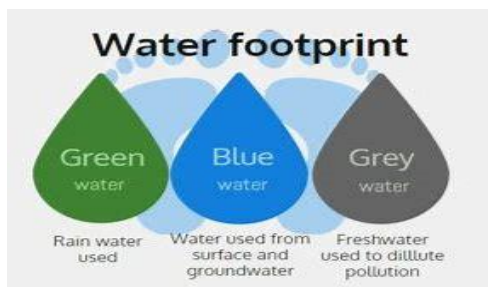 Water footprint
Green
water
Blue
water
Grey
water
Rain water
used
Water used from
surface and
groundwater
Freshwater
used to dilllute
pollution